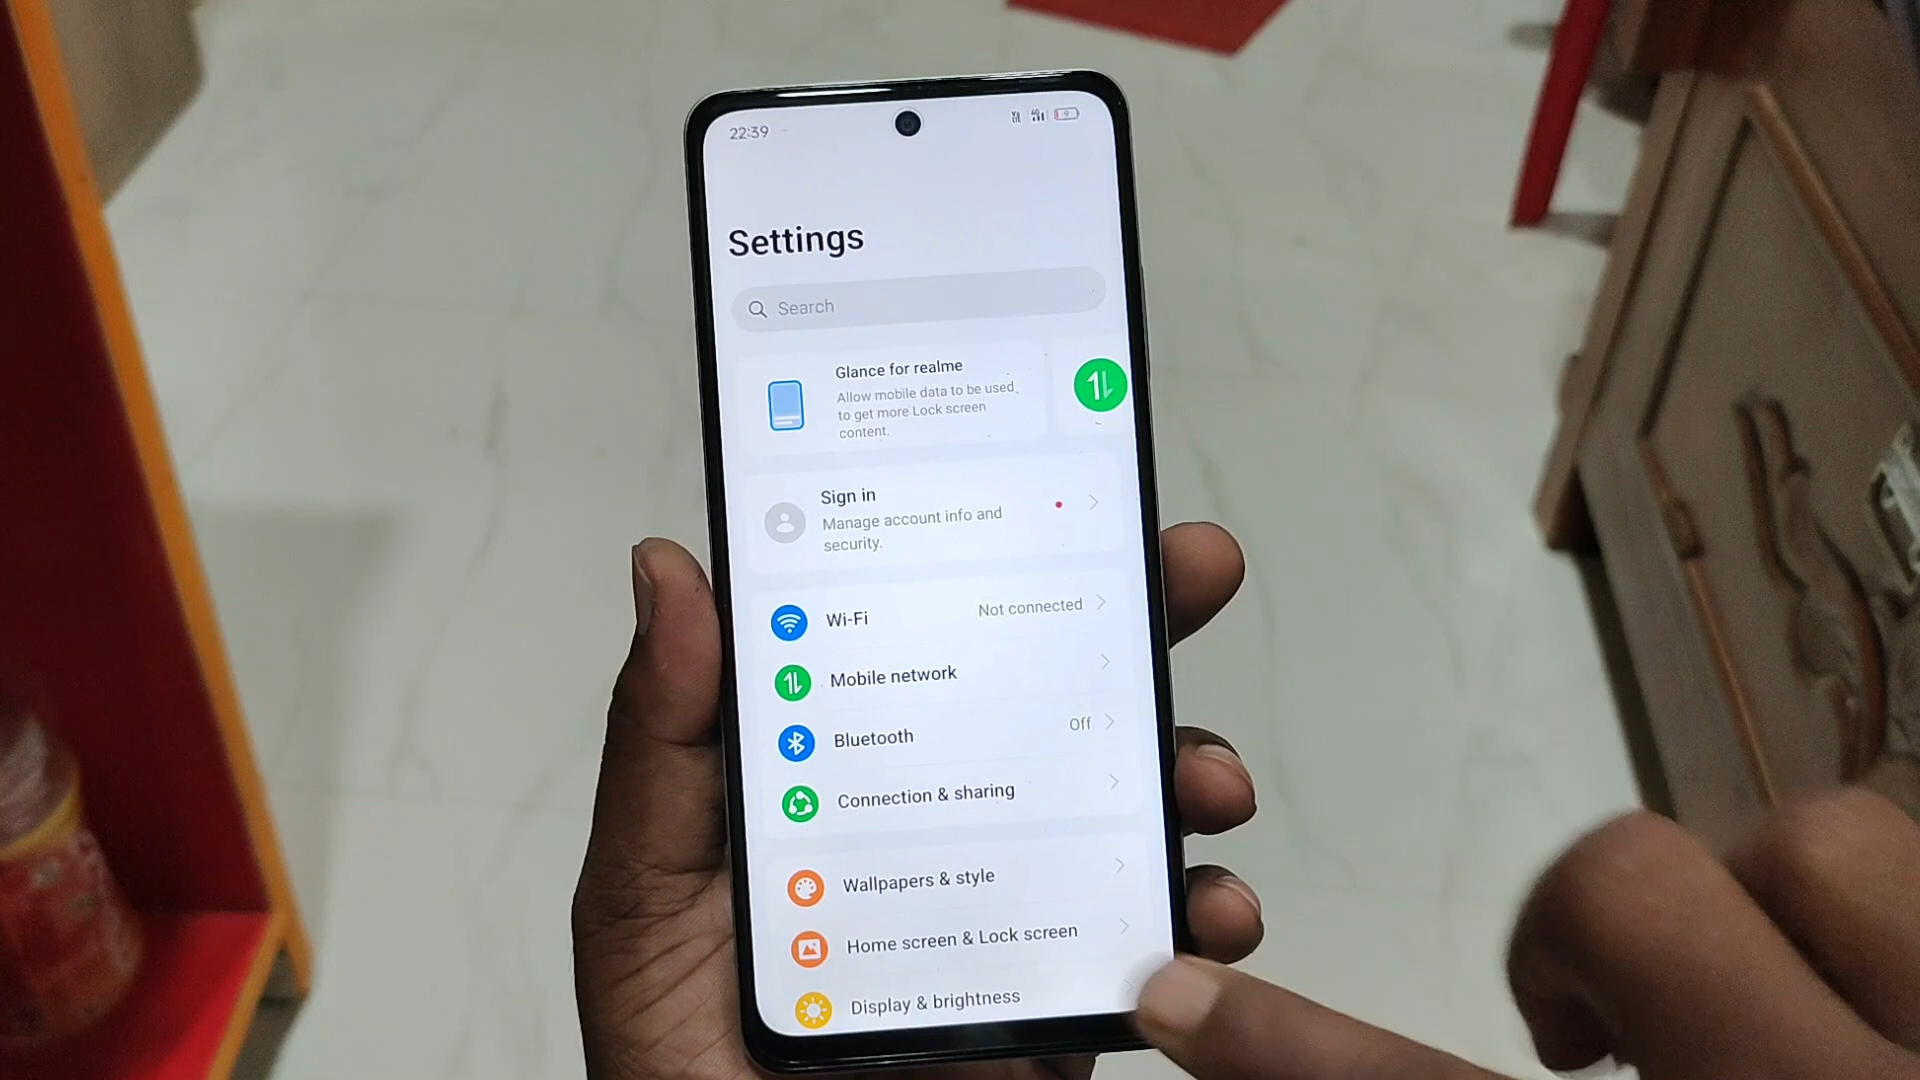 22:39
Settings
Search
Glance for realme
Allow mobile data to be used
to get more Lock screen
content.
Sign in
Manage account info and
security.
Wi-Fi
Not connected
Mobile network
Bluetooth
Off
Connection & sharing
Wallpapers & style
Home screen & Lock screen
Display & brightness